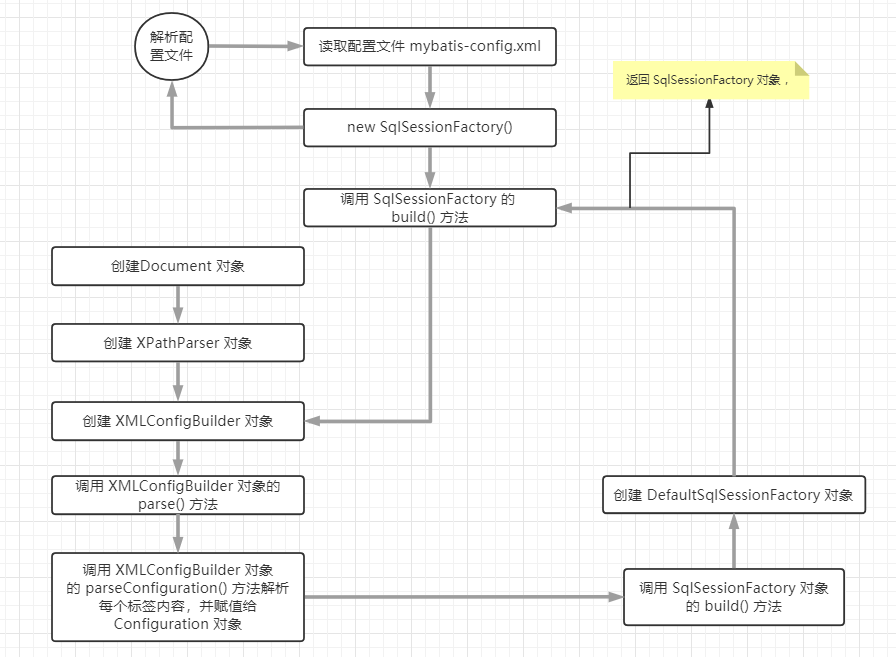 解析配
置文件
读取配置文件 mybatis-config.xml
返回 SqlSessionFactory 对象，
new SqlSessionFactory()
调用 SqlSessionFactory 的
build() 方法
创建Document 对象
创建 XPathParser 对象
创建 XMLConfigBuilder 对象
调用 XMLConfigBuilder 对象的
parse() 方法
调用 XMLConfigBuilder 对象
的 parseConfiguration() 方法解析
每个标签内容，并赋值给
Configuration 对象
创建 DefaultSqlSessionFactory 对象
调用 SqlSessionFactory 对象
的 build() 方法